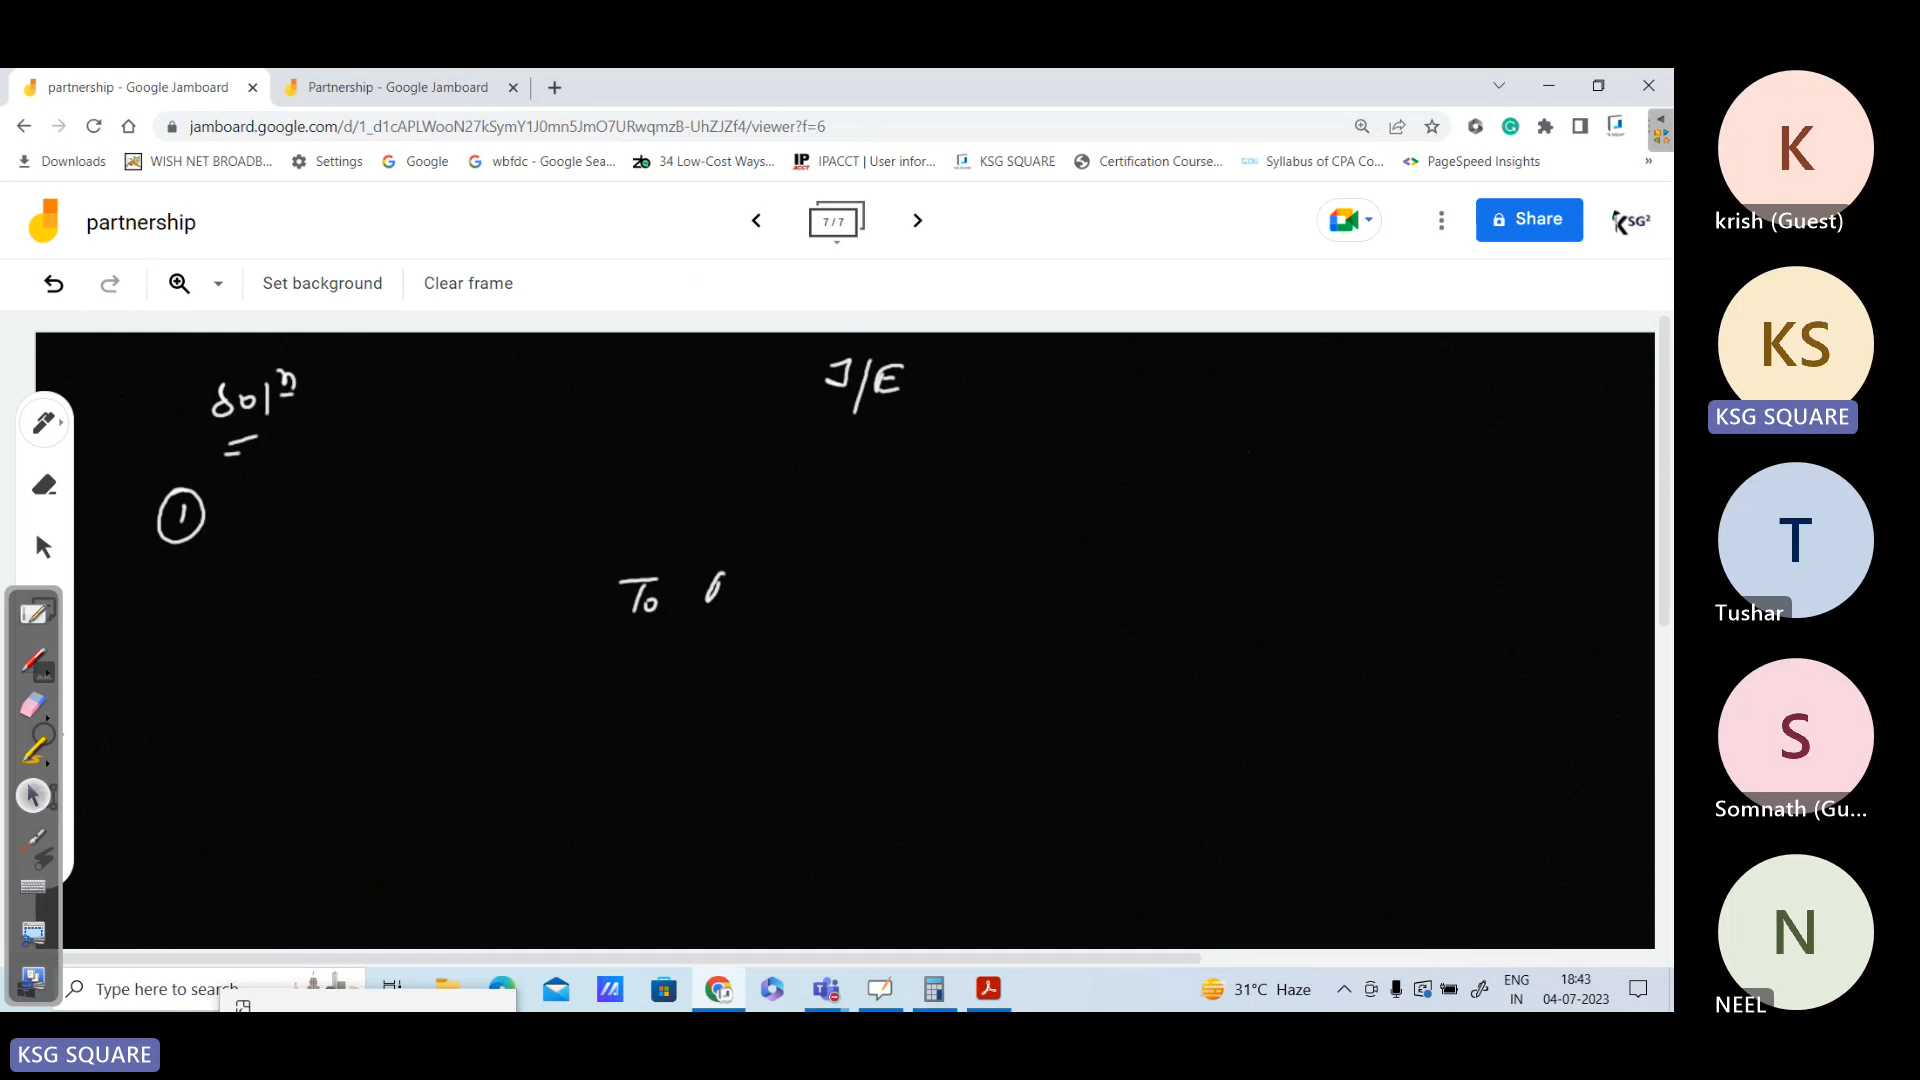 partnership - Google Jamboard
Partnership - Google Jamboard
jamboard.google.com/d/1_d1cAPLWooN27kSymY1J0mn5JmO7URwqmzB-UhZJZf4/viewer?f=6
Downloads
WISH NET BROADB...
Settings
Google
wbfdc - Google Sea...
34 Low-Cost Ways...
IPACCT | User infor...
KSG SQUARE
Certification Course...
Syllabus of CPA Co...
PageSpeed Insights
»
partnership
7 / 7
Share
KSG²
Set background
Clear frame
Solⁿ
J/E
1
To
Type here to search
31°C Haze
ENG
IN
18:43
04-07-2023
K
krish (Guest)
KS
KSG SQUARE
T
Tushar
S
Somnath (Gu...
N
NEEL
KSG SQUARE